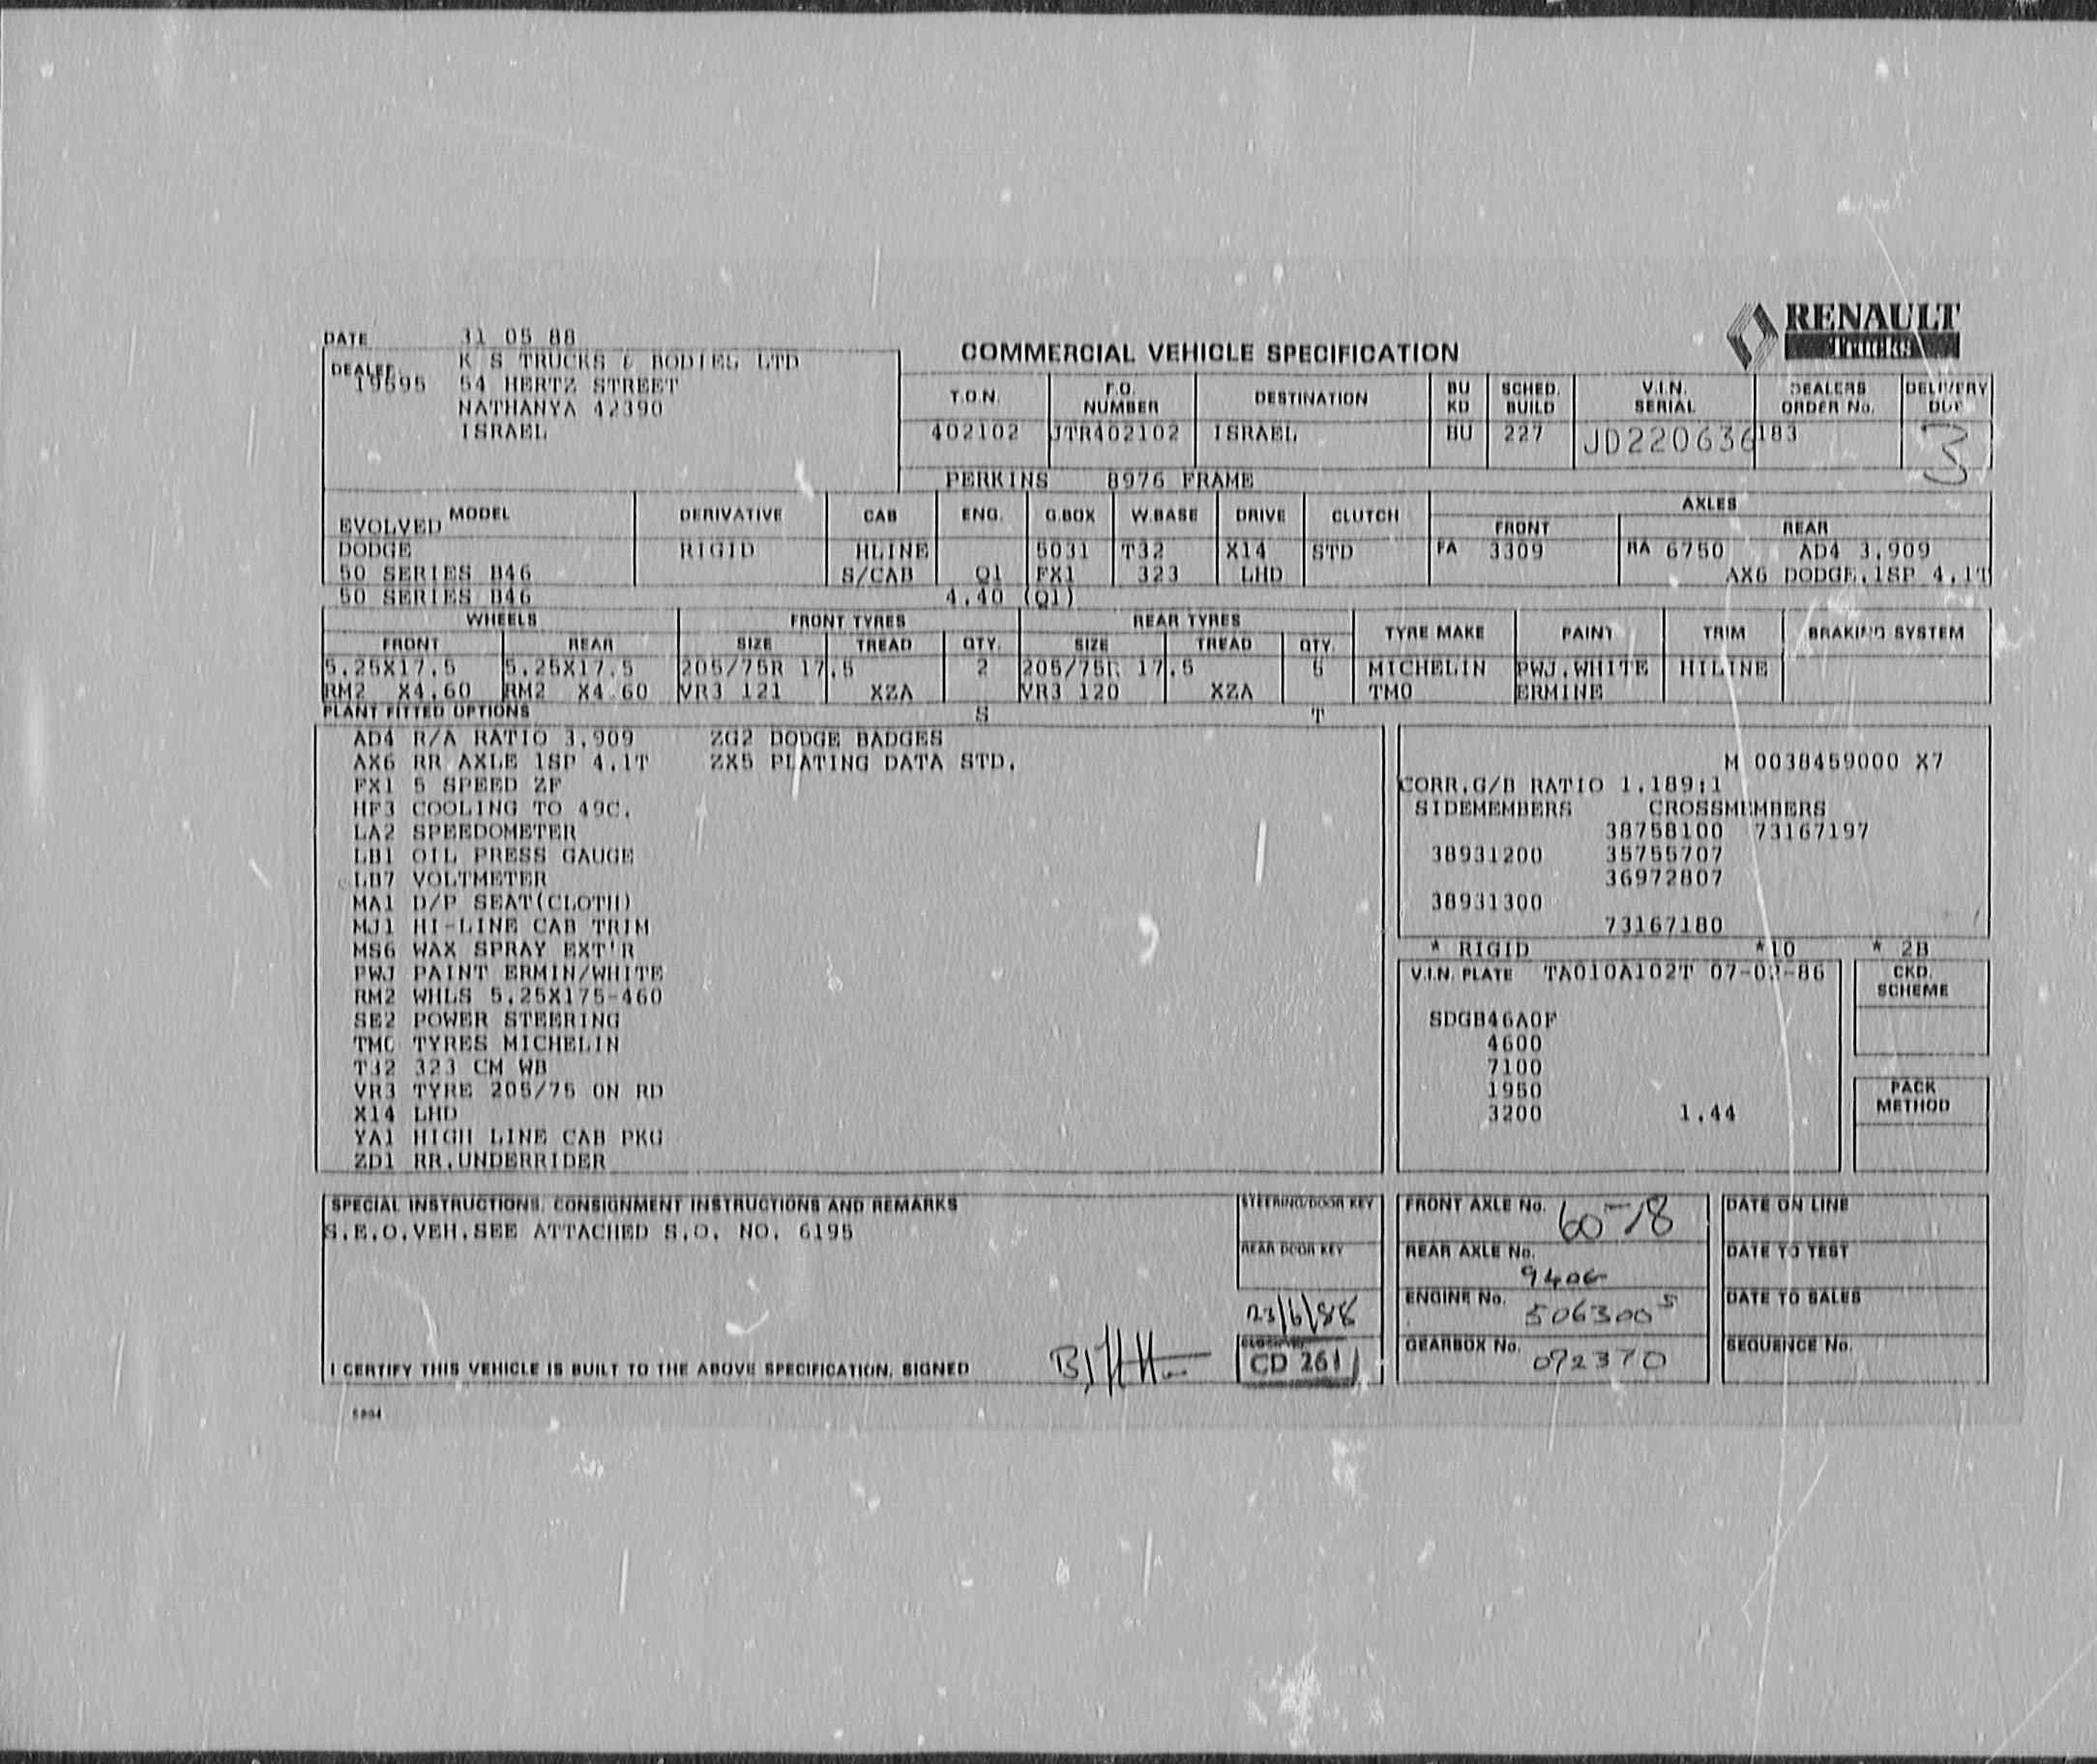 RENAULT
Trucks
DATE 31 05 88
DEALER K S TRUCKS & BODIES LTD
19595 54 HERTZ STREET
NATHANYA 42390
ISRAEL
COMMERCIAL VEHICLE SPECIFICATION
T.O.N. F.O. NUMBER DESTINATION BU KD SCHED. BUILD V.I.N. SERIAL DEALERS ORDER No. DELIVERY DUE
402102 JTR402102 ISRAEL BU 227 JD220636 183 3
PERKINS 8976 FRAME
MODEL DERIVATIVE CAB ENG. G.BOX W.BASE DRIVE CLUTCH AXLES
FRONT REAR
EVOLVED
DODGE RIGID HLINE 5031 T32 X14 STD FA 3309 RA 6750 AD4 3.909
50 SERIES B46 S/CAB Q1 FX1 323 LHD AX6 DODGE.1SP 4.1T
50 SERIES B46 4.40 (Q1)
WHEELS FRONT TYRES REAR TYRES TYRE MAKE PAINT TRIM BRAKING SYSTEM
FRONT REAR SIZE TREAD QTY. SIZE TREAD QTY.
5.25X17.5 5.25X17.5 205/75R 17.5 2 205/75R 17.5 5 MICHELIN PWJ.WHITE HILINE
RM2 X4.60 RM2 X4.60 VR3 121 XZA VR3 120 XZA TM0 ERMINE
PLANT FITTED OPTIONS S T
AD4 R/A RATIO 3.909 ZG2 DODGE BADGES
AX6 RR AXLE 1SP 4.1T ZX5 PLATING DATA STD.
FX1 5 SPEED ZF
HF3 COOLING TO 49C.
LA2 SPEEDOMETER
LB1 OIL PRESS GAUGE
LB7 VOLTMETER
MA1 D/P SEAT(CLOTH)
MJ1 HI-LINE CAB TRIM
MS6 WAX SPRAY EXT'R
PWJ PAINT ERMIN/WHITE
RM2 WHLS 5.25X175-460
SE2 POWER STEERING
TM0 TYRES MICHELIN
T32 323 CM WB
VR3 TYRE 205/75 ON RD
X14 LHD
YA1 HIGH LINE CAB PKG
ZD1 RR.UNDERRIDER
M 0038459000 X7
CORR.G/B RATIO 1.189:1
SIDEMEMBERS CROSSMEMBERS
38758100 73167197
38931200 35755707
36972807
38931300
73167180
* RIGID *10 * 2B
V.I.N. PLATE TA010A102T 07-02-86
SDGB46A0F
4600
7100
1950
3200 1.44
CKD. SCHEME
PACK METHOD
SPECIAL INSTRUCTIONS, CONSIGNMENT INSTRUCTIONS AND REMARKS
S.E.O.VEH.SEE ATTACHED S.O. NO. 6195
STEERING/DOOR KEY
REAR DOOR KEY
23/6/88
CD 261
I CERTIFY THIS VEHICLE IS BUILT TO THE ABOVE SPECIFICATION, SIGNED
FRONT AXLE No.
REAR AXLE No.
ENGINE No. 5063005
GEARBOX No. 092370
DATE ON LINE
DATE TO TEST
DATE TO SALES
SEQUENCE No.